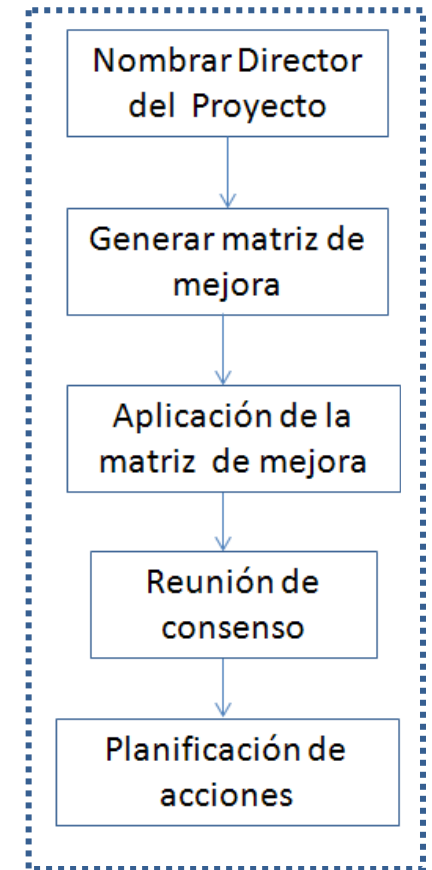 Nombrar Director
del Proyecto
Generar matriz de
mejora
Aplicación de la
matriz de mejora
Reunión de
consenso
Planificación de
acciones